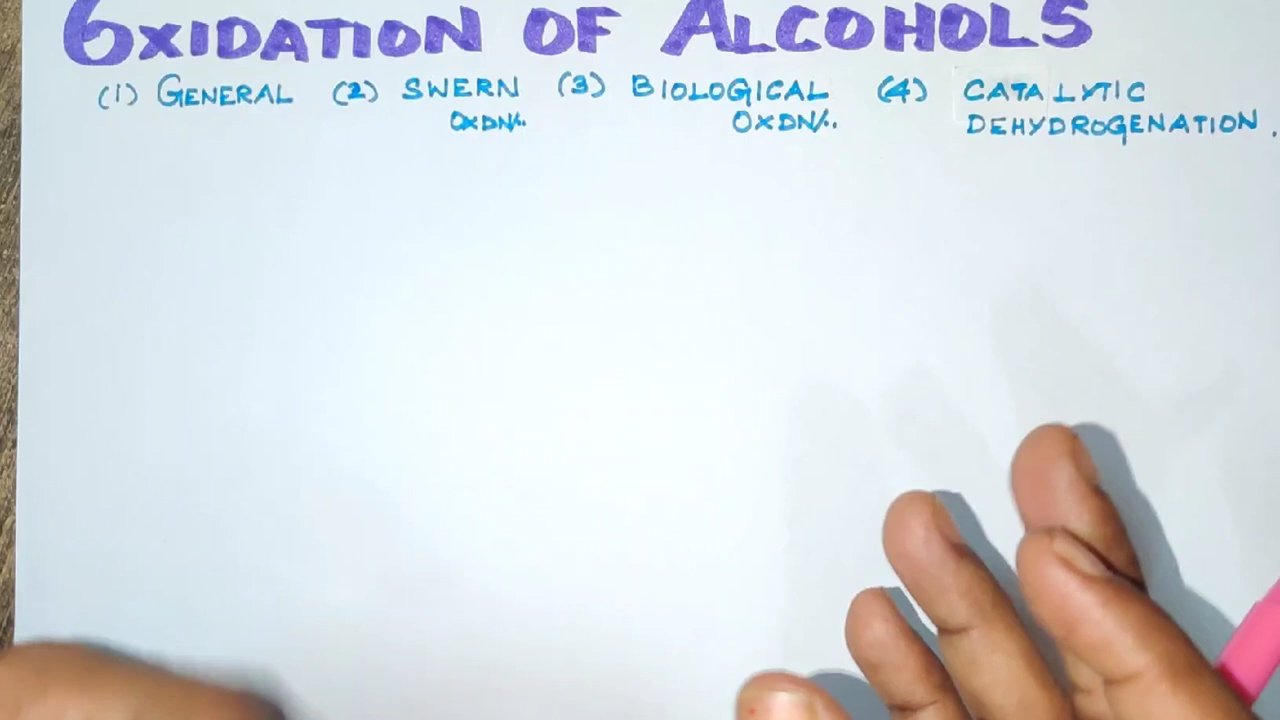 OXIDATION OF ALCOHOLS
(1) GENERAL (2) SWERN (3) BIOLOGICAL (4) CATALYTIC
OXDN/. OXDN/. DEHYDROGENATION.